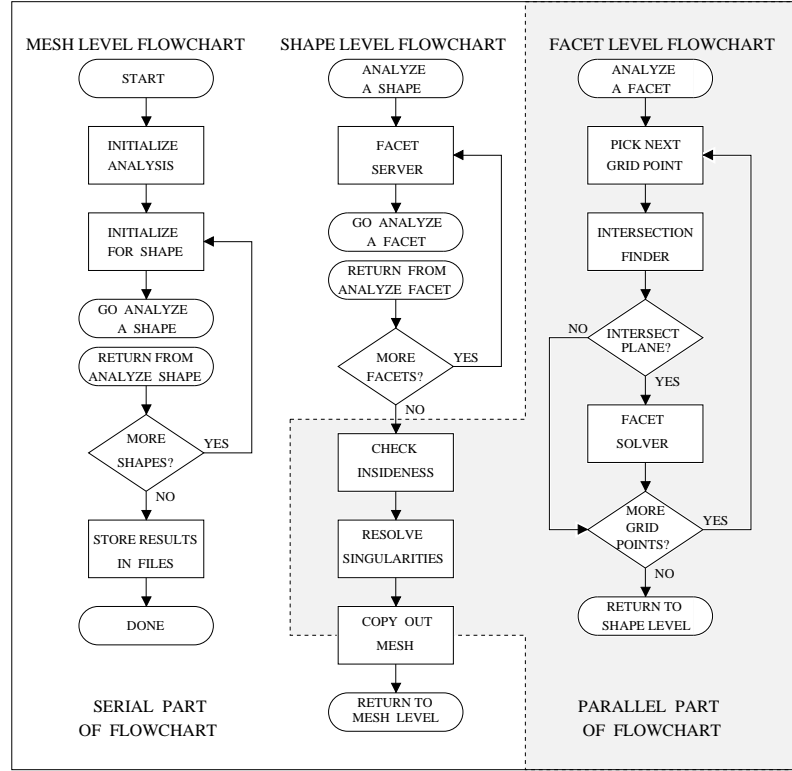 MESH LEVEL FLOWCHART
START
INITIALIZE
ANALYSIS
INITIALIZE
FOR SHAPE
GO ANALYZE
A SHAPE
RETURN FROM
ANALYZE SHAPE
MORE
SHAPES?
YES
NO
STORE RESULTS
IN FILES
DONE
SERIAL PART
OF FLOWCHART
SHAPE LEVEL FLOWCHART
ANALYZE
A SHAPE
FACET
SERVER
GO ANALYZE
A FACET
RETURN FROM
ANALYZE FACET
MORE
FACETS?
YES
NO
CHECK
INSIDENESS
RESOLVE
SINGULARITIES
COPY OUT
MESH
RETURN TO
MESH LEVEL
FACET LEVEL FLOWCHART
ANALYZE
A FACET
PICK NEXT
GRID POINT
INTERSECTION
FINDER
NO
INTERSECT
PLANE?
YES
FACET
SOLVER
MORE
GRID
POINTS?
YES
NO
RETURN TO
SHAPE LEVEL
PARALLEL PART
OF FLOWCHART